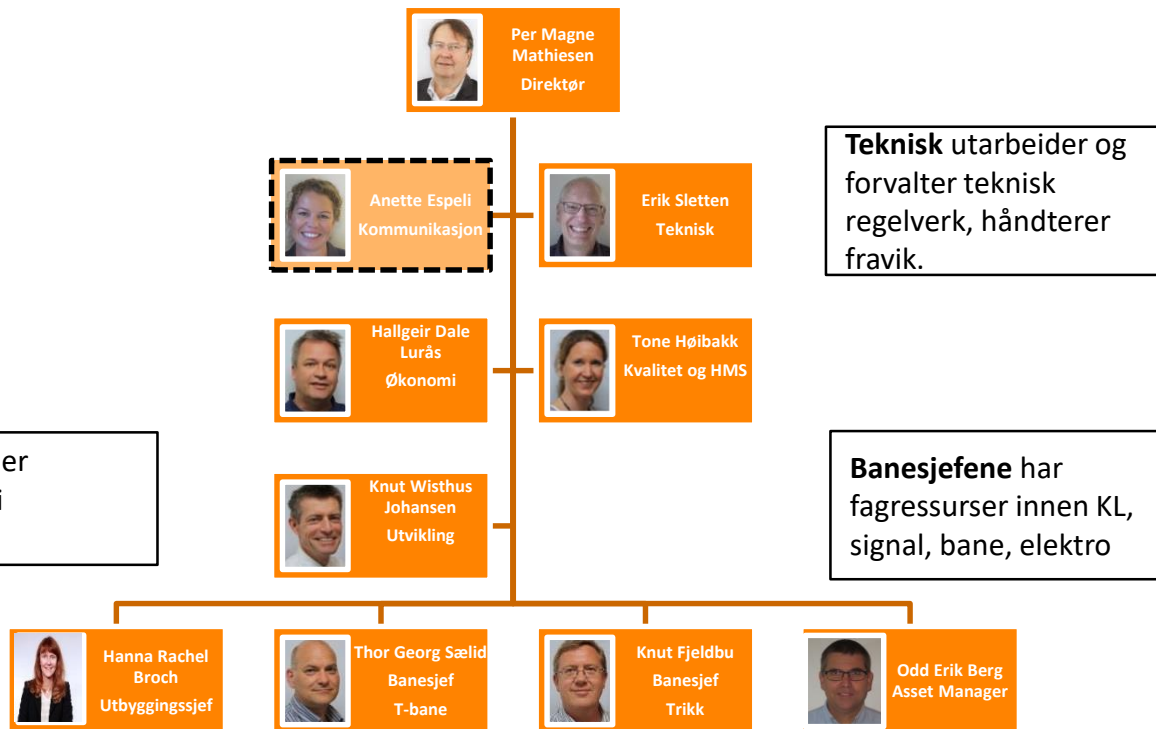 Per Magne
Mathiesen
Direktør
Anette Espeli
Kommunikasjon
Erik Sletten
Teknisk
Teknisk utarbeider og
forvalter teknisk
regelverk, håndterer
fravik.
Hallgeir Dale
Lurås
Økonomi
Tone Høibakk
Kvalitet og HMS
er
i
Knut Wisthus
Johansen
Utvikling
Banesjefene har
fagressurser innen KL,
signal, bane, elektro
Hanna Rachel
Broch
Utbyggingssjef
Thor Georg Sælid
Banesjef
T-bane
Knut Fjeldbu
Banesjef
Trikk
Odd Erik Berg
Asset Manager